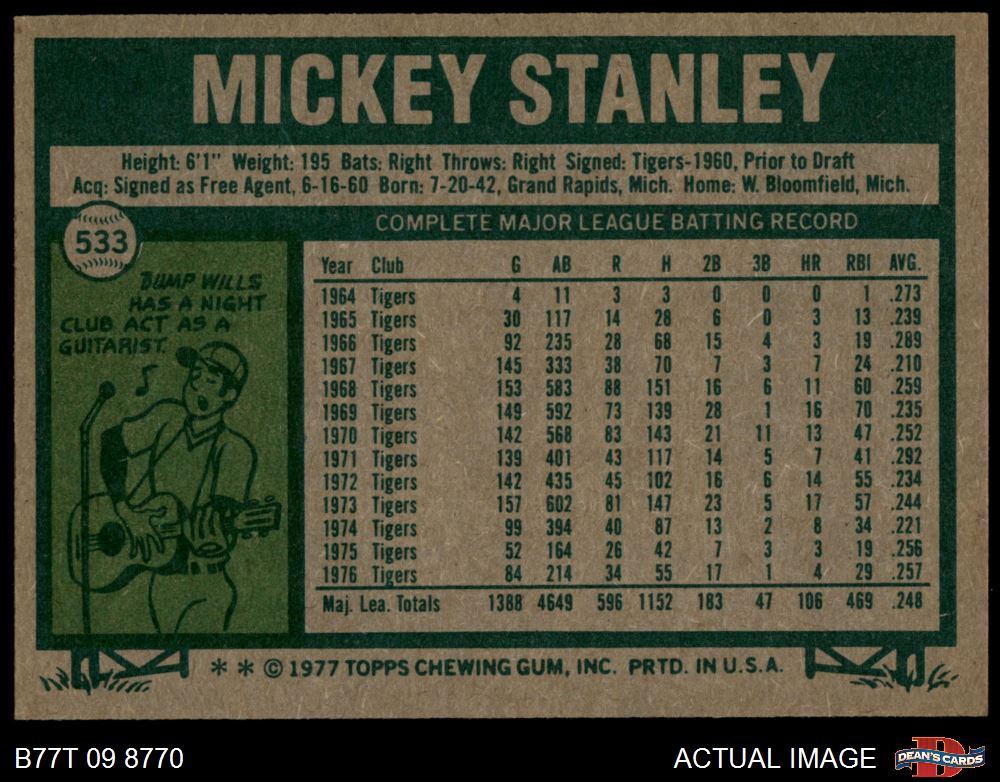 MICKEY STANLEY
Height: 6'1" Weight: 195 Bats: Right Throws: Right Signed: Tigers-1960, Prior to Draft
Acq: Signed as Free Agent, 6-16-60 Born: 7-20-42, Grand Rapids, Mich. Home: W. Bloomfield, Mich.
533
BUMP WILLS
HAS A NIGHT
CLUB ACT AS A
GUITARIST.
COMPLETE MAJOR LEAGUE BATTING RECORD
Year Club G AB R H 2B 3B HR RBI AVG.
1964 Tigers 4 11 3 3 0 0 0 1 .273
1965 Tigers 30 117 14 28 6 0 3 13 .239
1966 Tigers 92 235 28 68 15 4 3 19 .289
1967 Tigers 145 333 38 70 7 3 7 24 .210
1968 Tigers 153 583 88 151 16 6 11 60 .259
1969 Tigers 149 592 73 139 28 1 16 70 .235
1970 Tigers 142 568 83 143 21 11 13 47 .252
1971 Tigers 139 401 43 117 14 5 7 41 .292
1972 Tigers 142 435 45 102 16 6 14 55 .234
1973 Tigers 157 602 81 147 23 5 17 57 .244
1974 Tigers 99 394 40 87 13 2 8 34 .221
1975 Tigers 52 164 26 42 7 3 3 19 .256
1976 Tigers 84 214 34 55 17 1 4 29 .257
Maj. Lea. Totals 1388 4649 596 1152 183 47 106 469 .248
* * © 1977 TOPPS CHEWING GUM, INC. PRTD. IN U.S.A.
B77T 09 8770
ACTUAL IMAGE
D
DEAN'S CARDS